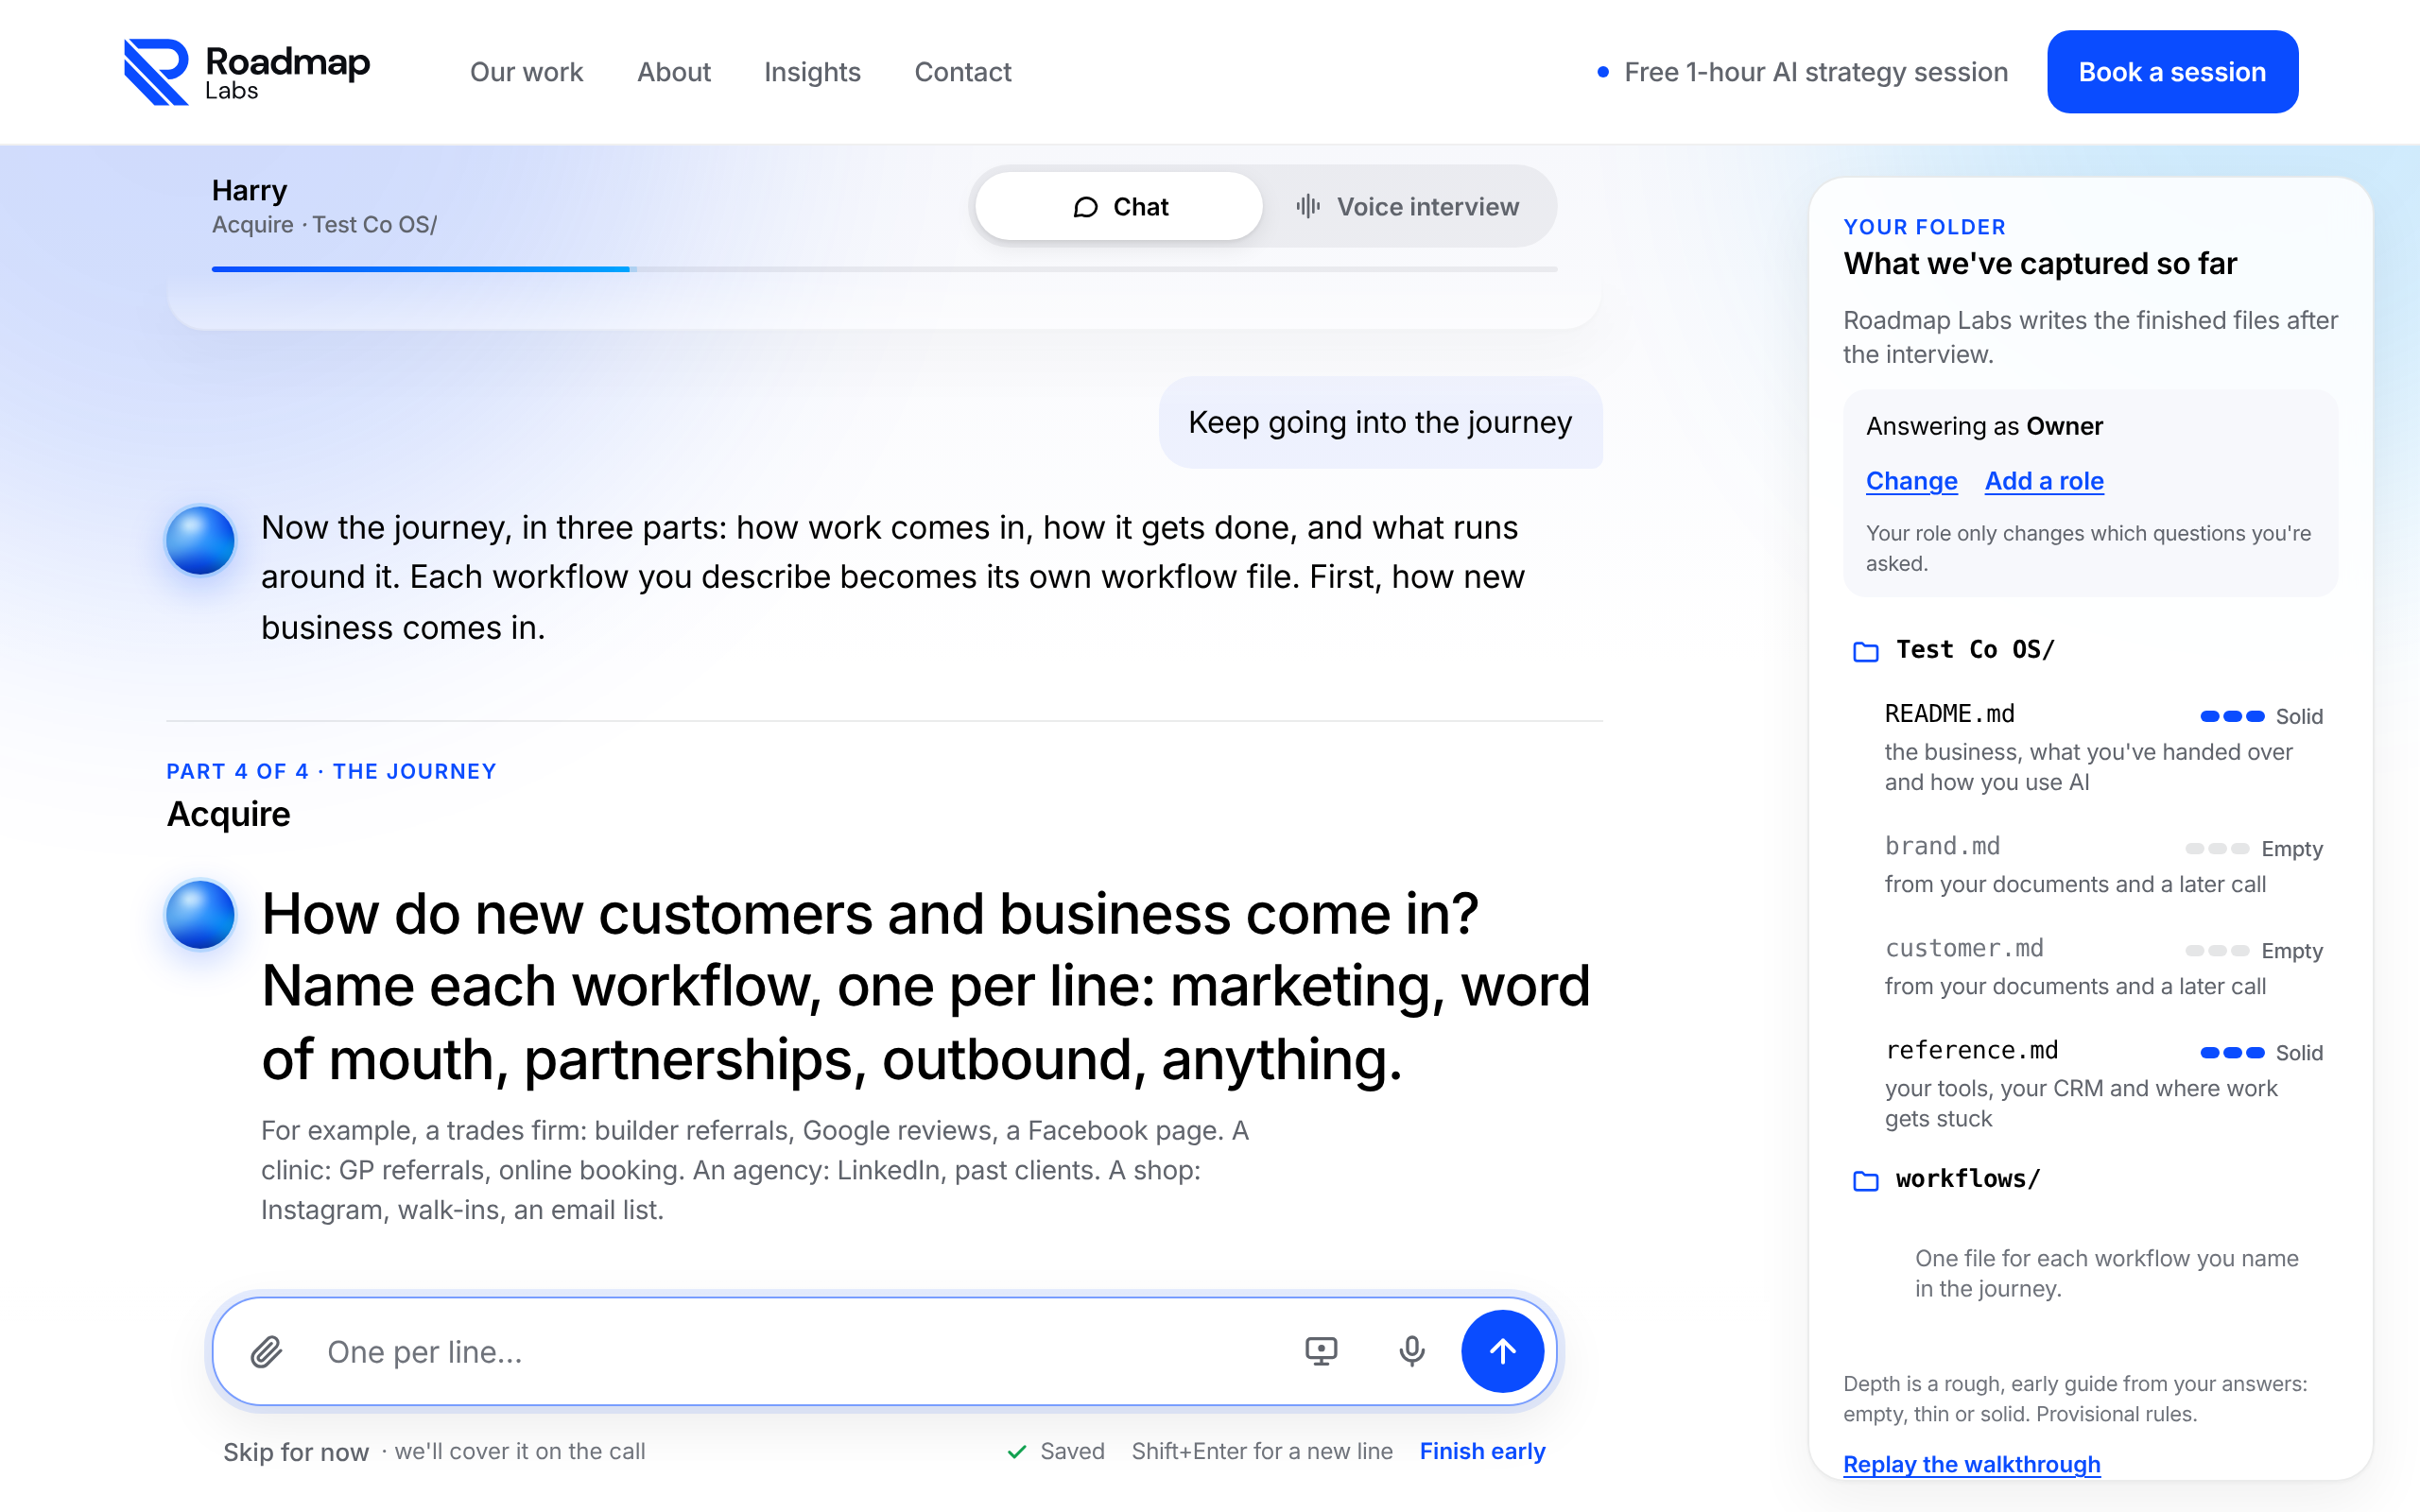 Roadmap
Labs
Our work
About
Insights
Contact
Free 1-hour AI strategy session
Book a session
Harry
Acquire · Test Co OS/
Chat
Voice interview
Keep going into the journey
Now the journey, in three parts: how work comes in, how it gets done, and what runs
around it. Each workflow you describe becomes its own workflow file. First, how new
business comes in.
PART 4 OF 4 · THE JOURNEY
Acquire
How do new customers and business come in?
Name each workflow, one per line: marketing, word
of mouth, partnerships, outbound, anything.
For example, a trades firm: builder referrals, Google reviews, a Facebook page. A
clinic: GP referrals, online booking. An agency: LinkedIn, past clients. A shop:
Instagram, walk-ins, an email list.
One per line...
Skip for now · we'll cover it on the call
Saved
Shift+Enter for a new line
Finish early
YOUR FOLDER
What we've captured so far
Roadmap Labs writes the finished files after
the interview.
Answering as Owner
Change
Add a role
Your role only changes which questions you're
asked.
Test Co OS/
README.md
Solid
the business, what you've handed over
and how you use AI
brand.md
Empty
from your documents and a later call
customer.md
Empty
from your documents and a later call
reference.md
Solid
your tools, your CRM and where work
gets stuck
workflows/
One file for each workflow you name
in the journey.
Depth is a rough, early guide from your answers:
empty, thin or solid. Provisional rules.
Replay the walkthrough